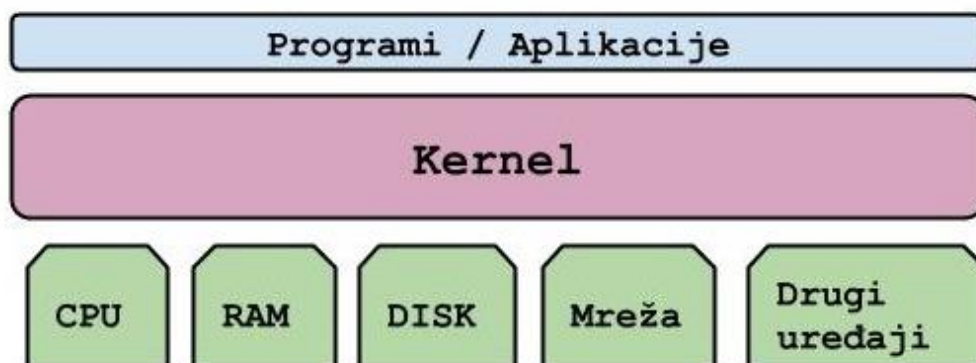 Programi / Aplikacije
Kernel
CPU
RAM
DISK
Mreža
Drugi
uređaji